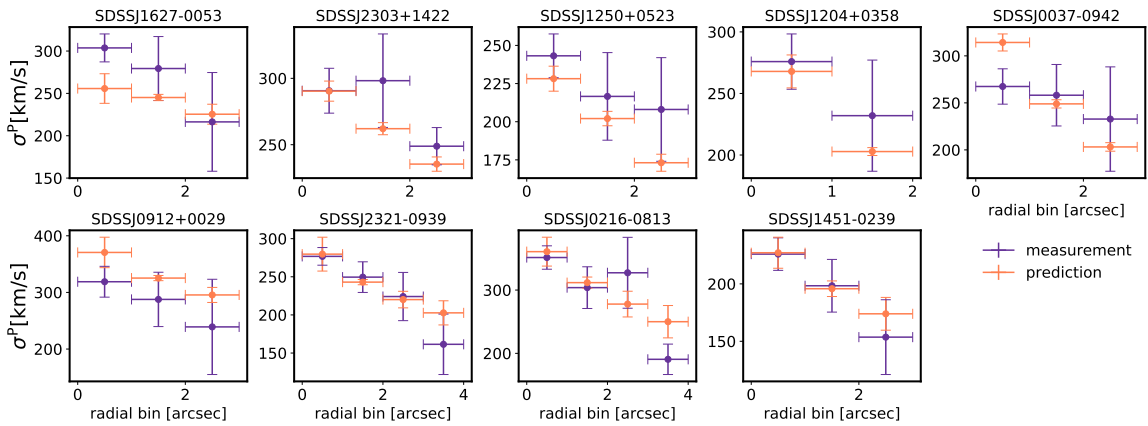 SDSSJ1627-0053
SDSSJ2303+1422
SDSSJ1250+0523
SDSSJ1204+0358
SDSSJ0037-0942
σᴾ[km/s]
300
250
200
150
0
2
300
250
0
2
250
225
200
175
0
2
300
250
200
0
1
2
300
250
200
0
2
radial bin [arcsec]
SDSSJ0912+0029
SDSSJ2321-0939
SDSSJ0216-0813
SDSSJ1451-0239
σᴾ[km/s]
400
300
200
0
2
radial bin [arcsec]
300
250
200
150
0
2
4
radial bin [arcsec]
300
200
0
2
4
radial bin [arcsec]
200
0
2
radial bin [arcsec]
measurement
prediction